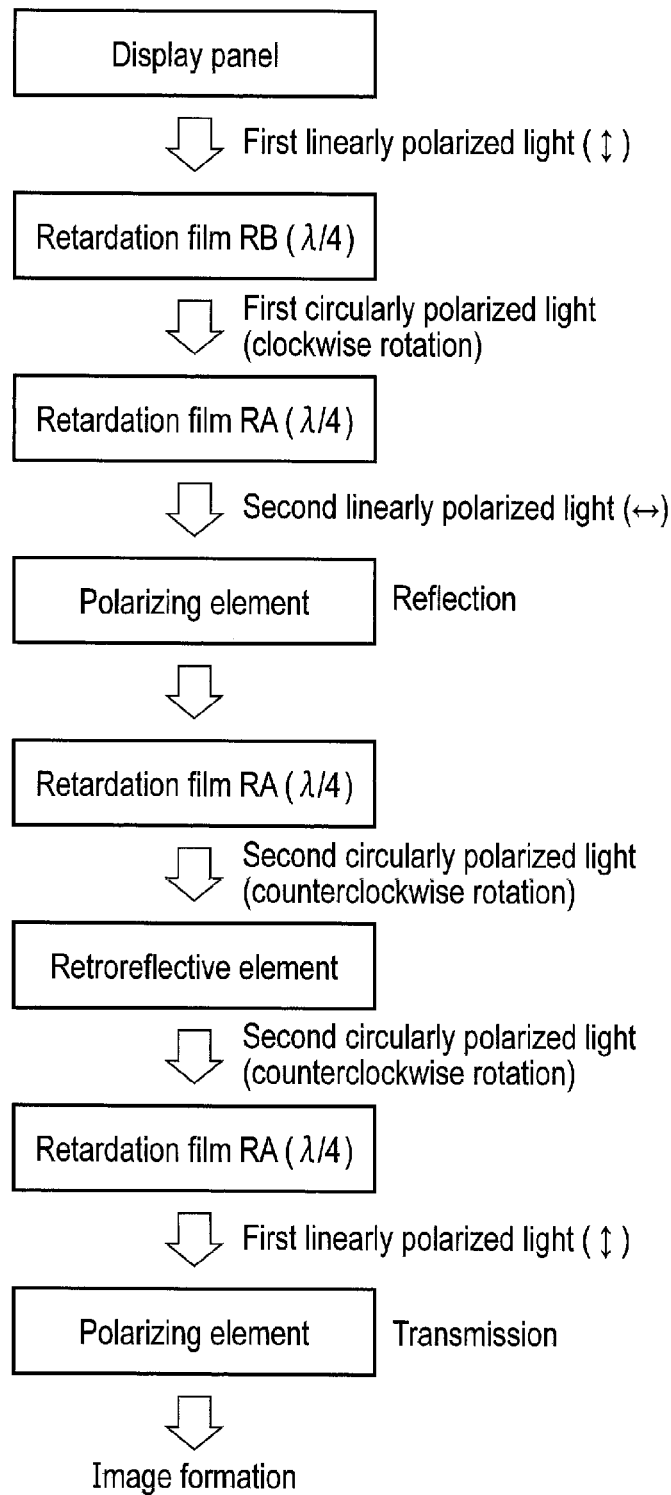 Display panel
First linearly polarized light ( ↕ )
Retardation film RB ( λ/4 )
First circularly polarized light
(clockwise rotation)
Retardation film RA ( λ/4 )
Second linearly polarized light (↔)
Polarizing element Reflection
Retardation film RA ( λ/4 )
Second circularly polarized light
(counterclockwise rotation)
Retroreflective element
Second circularly polarized light
(counterclockwise rotation)
Retardation film RA ( λ/4 )
First linearly polarized light ( ↕ )
Polarizing element Transmission
Image formation